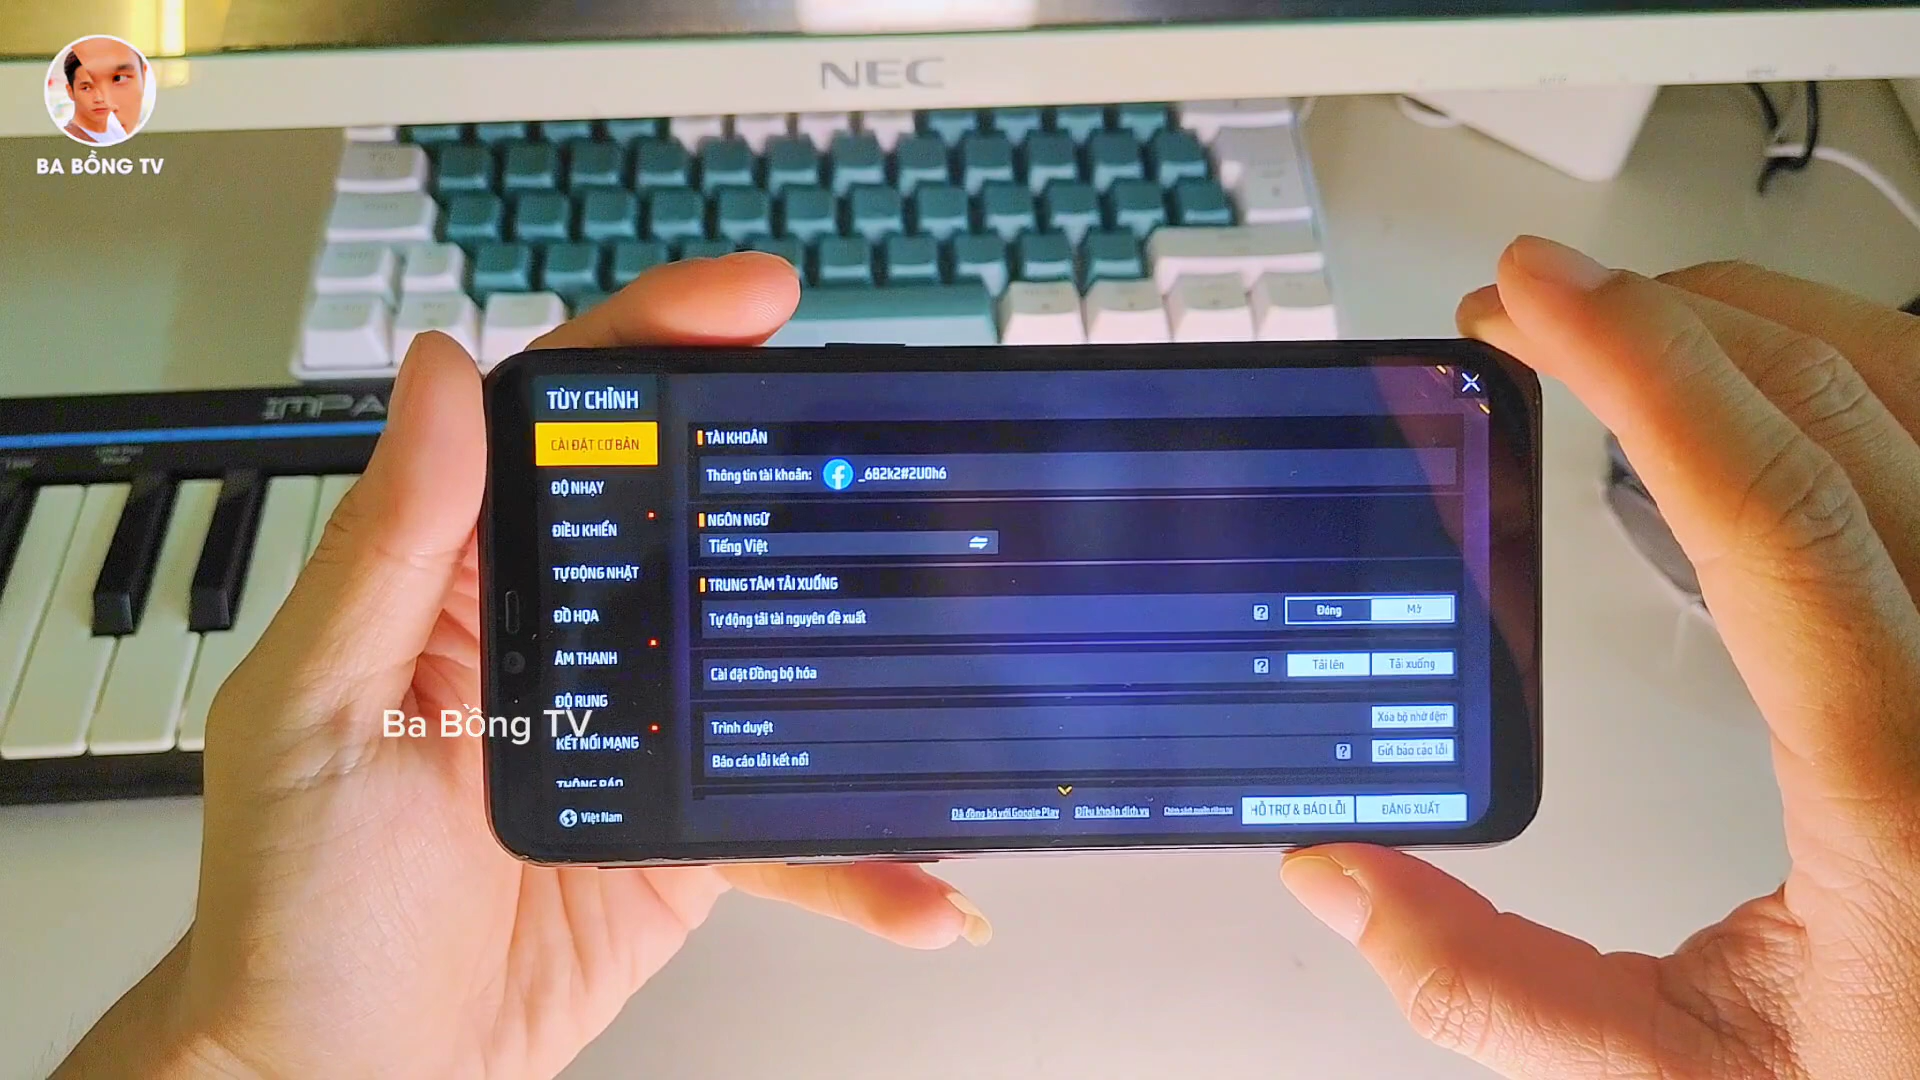 NEC
BA BỒNG TV
IMPA
TÙY CHỈNH
CÀI ĐẶT CƠ BẢN
ĐỘ NHẠY
ĐIỀU KHIỂN
TỰ ĐỘNG NHẶT
ĐỒ HỌA
ÂM THANH
ĐỘ RUNG
KẾT NỐI MẠNG
THÔNG BÁO
Việt Nam
TÀI KHOẢN
Thông tin tài khoản: _682k2#2U0h6
NGÔN NGỮ
Tiếng Việt
TRUNG TÂM TẢI XUỐNG
Tự động tải tài nguyên đề xuất ? Đóng Mở
Cài đặt Đồng bộ hóa ? Tải lên Tải xuống
Trình duyệt Xóa bộ nhớ đệm
Báo cáo lỗi kết nối ? Gửi báo cáo lỗi
Đã đồng bộ với Google Play Điều khoản dịch vụ HỖ TRỢ & BÁO LỖI ĐĂNG XUẤT
Ba Bồng TV